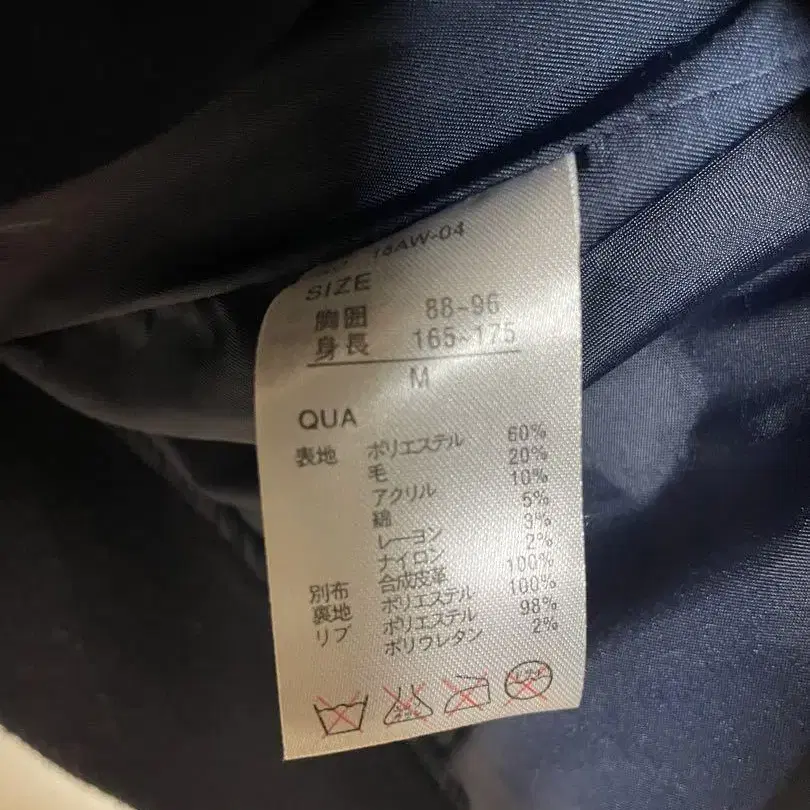 14AW-04
SIZE
胸囲 88-96
身長 165~175
M
QUA
表地 ポリエステル 60%
毛 20%
アクリル 10%
綿 5%
レーヨン 3%
ナイロン 2%
別布 合成皮革 100%
裏地 ポリエステル 100%
リブ ポリエステル 98%
ポリウレタン 2%